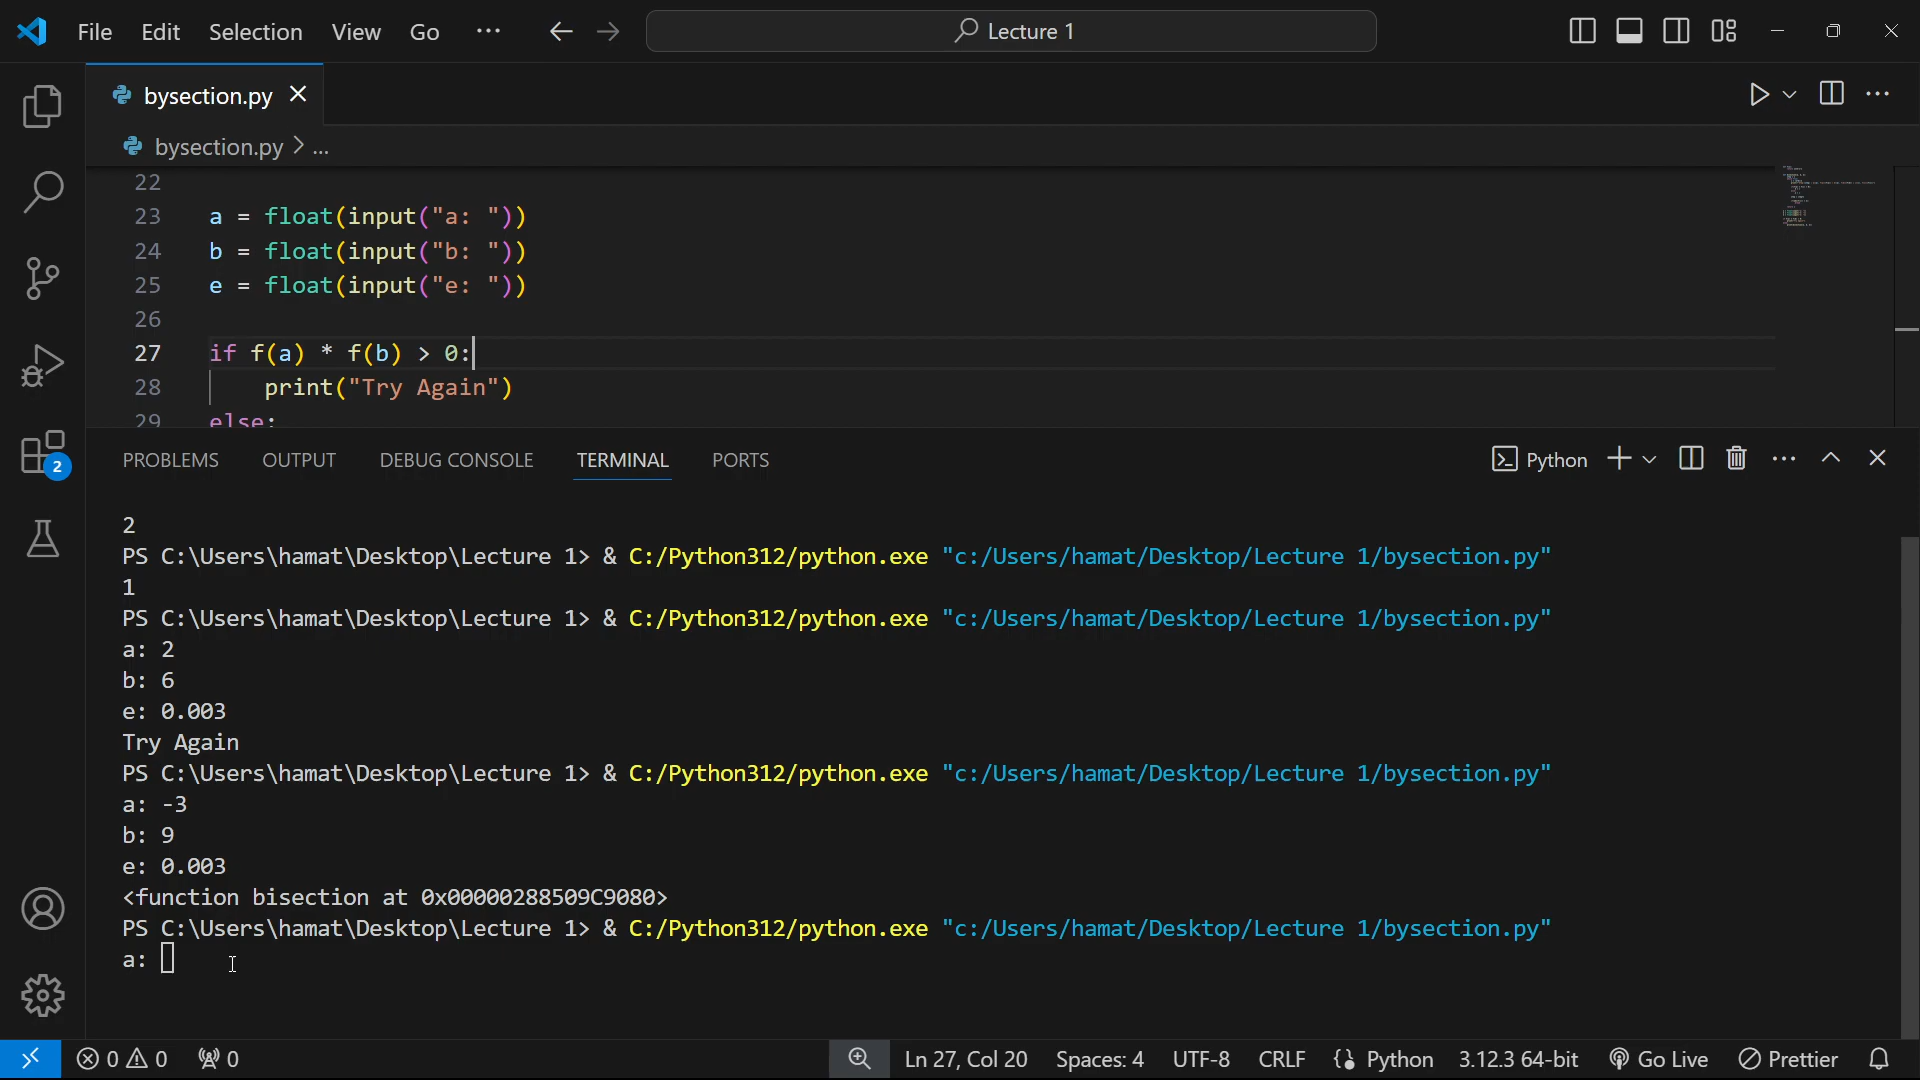 File Edit Selection View Go ··· Lecture 1
bysection.py
bysection.py > ...
22
23 a = float(input("a: "))
24 b = float(input("b: "))
25 e = float(input("e: "))
26
27 if f(a) * f(b) > 0:
28 print("Try Again")
29 else:
PROBLEMS OUTPUT DEBUG CONSOLE TERMINAL PORTS Python
2
PS C:\Users\hamat\Desktop\Lecture 1> & C:/Python312/python.exe "c:/Users/hamat/Desktop/Lecture 1/bysection.py"
1
PS C:\Users\hamat\Desktop\Lecture 1> & C:/Python312/python.exe "c:/Users/hamat/Desktop/Lecture 1/bysection.py"
a: 2
b: 6
e: 0.003
Try Again
PS C:\Users\hamat\Desktop\Lecture 1> & C:/Python312/python.exe "c:/Users/hamat/Desktop/Lecture 1/bysection.py"
a: -3
b: 9
e: 0.003
<function bisection at 0x00000288509C9080>
PS C:\Users\hamat\Desktop\Lecture 1> & C:/Python312/python.exe "c:/Users/hamat/Desktop/Lecture 1/bysection.py"
a:
2
0 0 0 Ln 27, Col 20 Spaces: 4 UTF-8 CRLF Python 3.12.3 64-bit Go Live Prettier